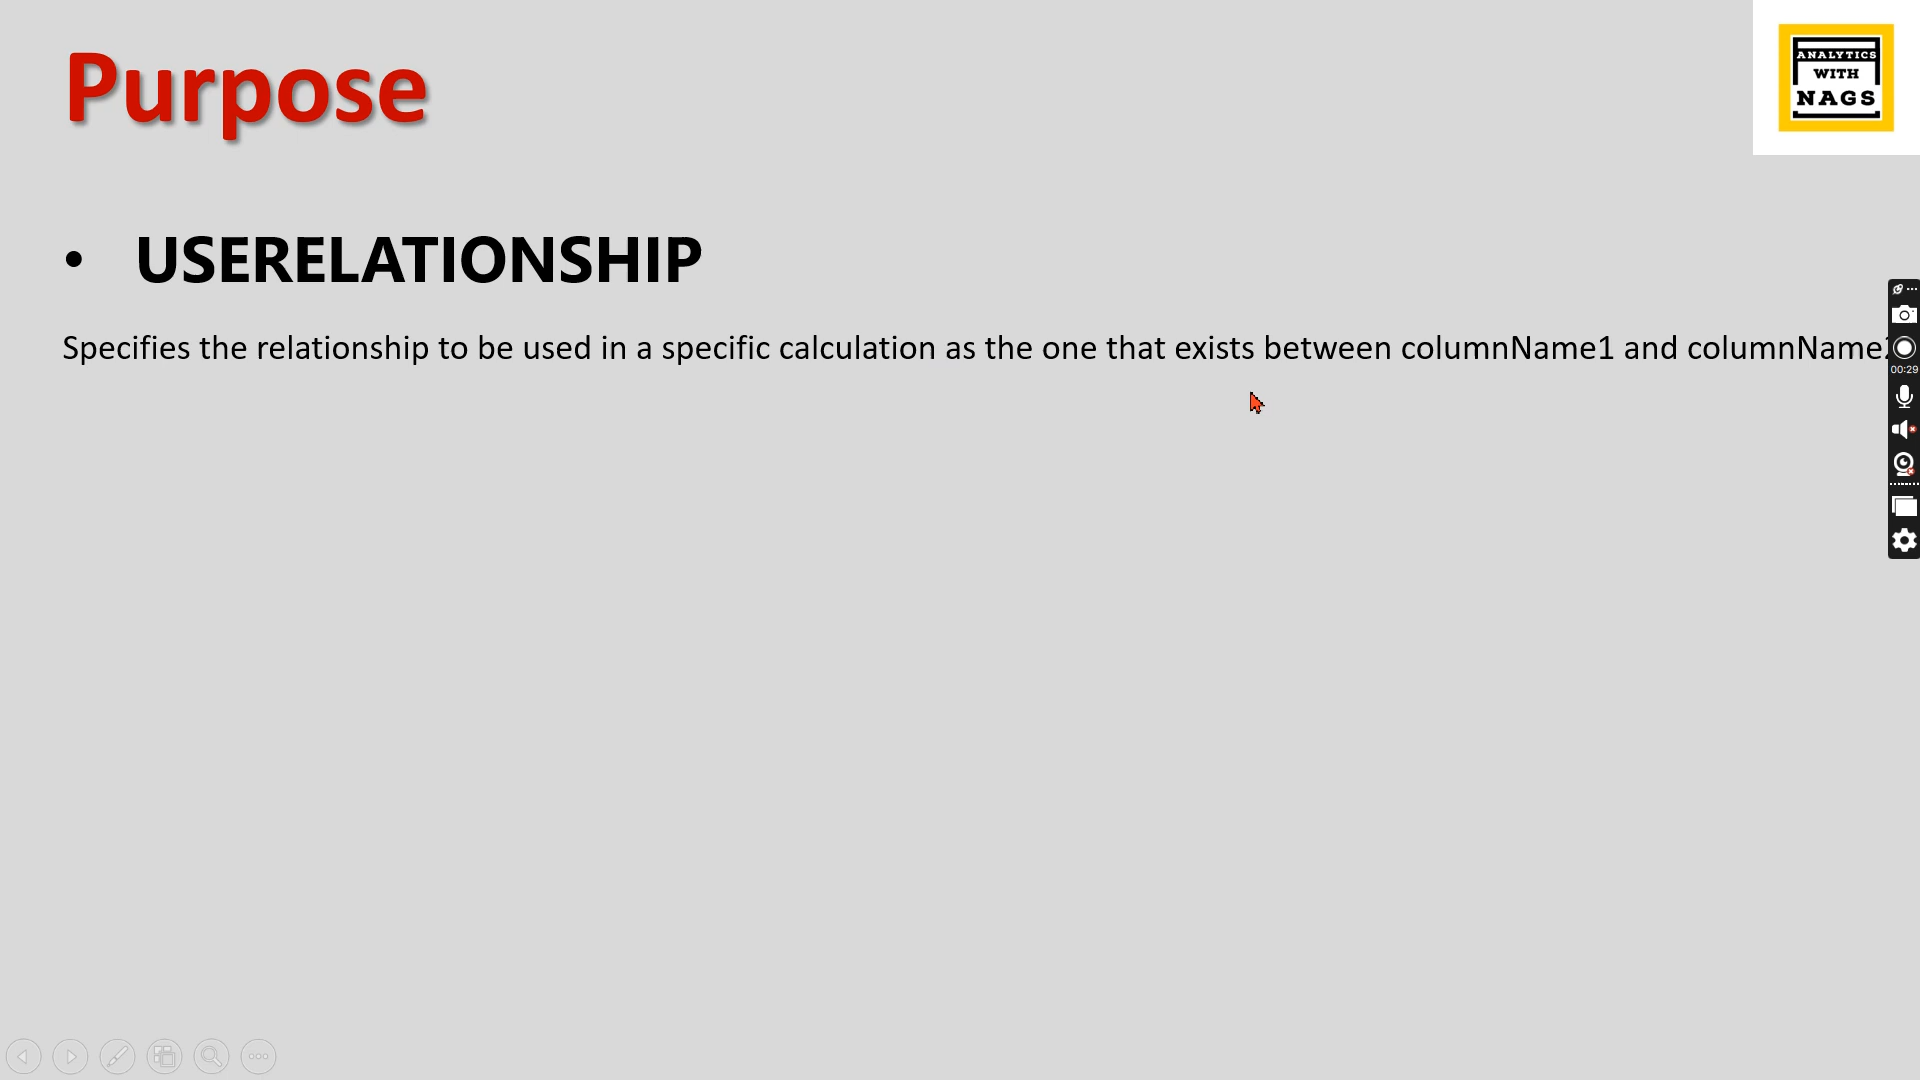 Purpose
ANALYTICS
WITH
NAGS
• USERELATIONSHIP
Specifies the relationship to be used in a specific calculation as the one that exists between columnName1 and columnName2
00:29